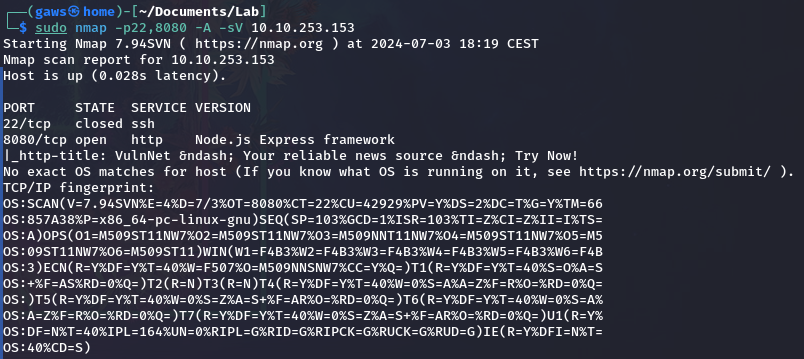 ┌──(gaws㉿home)-[~/Documents/Lab]
└─$ sudo nmap -p22,8080 -A -sV 10.10.253.153
Starting Nmap 7.94SVN ( https://nmap.org ) at 2024-07-03 18:19 CEST
Nmap scan report for 10.10.253.153
Host is up (0.028s latency).
PORT     STATE  SERVICE VERSION
22/tcp   closed ssh
8080/tcp open   http    Node.js Express framework
|_http-title: VulnNet &ndash; Your reliable news source &ndash; Try Now!
No exact OS matches for host (If you know what OS is running on it, see https://nmap.org/submit/ ).
TCP/IP fingerprint:
OS:SCAN(V=7.94SVN%E=4%D=7/3%OT=8080%CT=22%CU=42929%PV=Y%DS=2%DC=T%G=Y%TM=66
OS:857A38%P=x86_64-pc-linux-gnu)SEQ(SP=103%GCD=1%ISR=103%TI=Z%CI=Z%II=I%TS=
OS:A)OPS(O1=M509ST11NW7%O2=M509ST11NW7%O3=M509NNT11NW7%O4=M509ST11NW7%O5=M5
OS:09ST11NW7%O6=M509ST11)WIN(W1=F4B3%W2=F4B3%W3=F4B3%W4=F4B3%W5=F4B3%W6=F4B
OS:3)ECN(R=Y%DF=Y%T=40%W=F507%O=M509NNSNW7%CC=Y%Q=)T1(R=Y%DF=Y%T=40%S=O%A=S
OS:+%F=AS%RD=0%Q=)T2(R=N)T3(R=N)T4(R=Y%DF=Y%T=40%W=0%S=A%A=Z%F=R%O=%RD=0%Q=
OS:)T5(R=Y%DF=Y%T=40%W=0%S=Z%A=S+%F=AR%O=%RD=0%Q=)T6(R=Y%DF=Y%T=40%W=0%S=A%
OS:A=Z%F=R%O=%RD=0%Q=)T7(R=Y%DF=Y%T=40%W=0%S=Z%A=S+%F=AR%O=%RD=0%Q=)U1(R=Y%
OS:DF=N%T=40%IPL=164%UN=0%RIPL=G%RID=G%RIPCK=G%RUCK=G%RUD=G)IE(R=Y%DFI=N%T=
OS:40%CD=S)